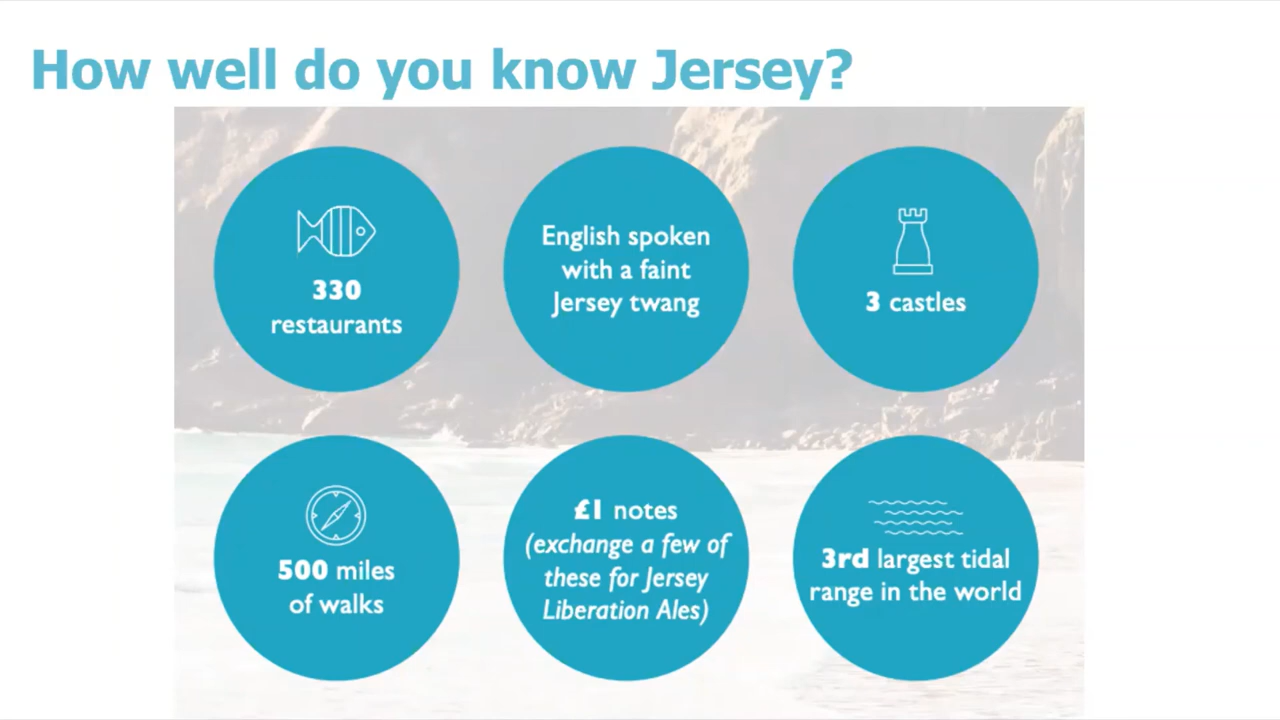 How well do you know Jersey?
330
restaurants
English spoken
with a faint
Jersey twang
3 castles
500 miles
of walks
£1 notes
(exchange a few of
these for Jersey
Liberation Ales)
3rd largest tidal
range in the world